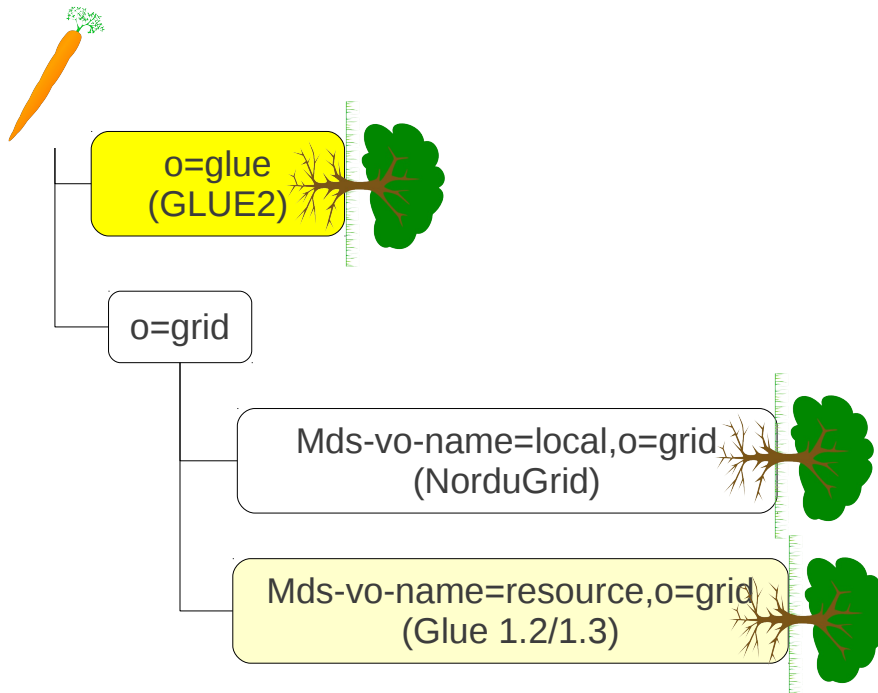 o=glue
(GLUE2)
o=grid
Mds-vo-name=local,o=grid
(NorduGrid)
Mds-vo-name=resource,o=grid
(Glue 1.2/1.3)